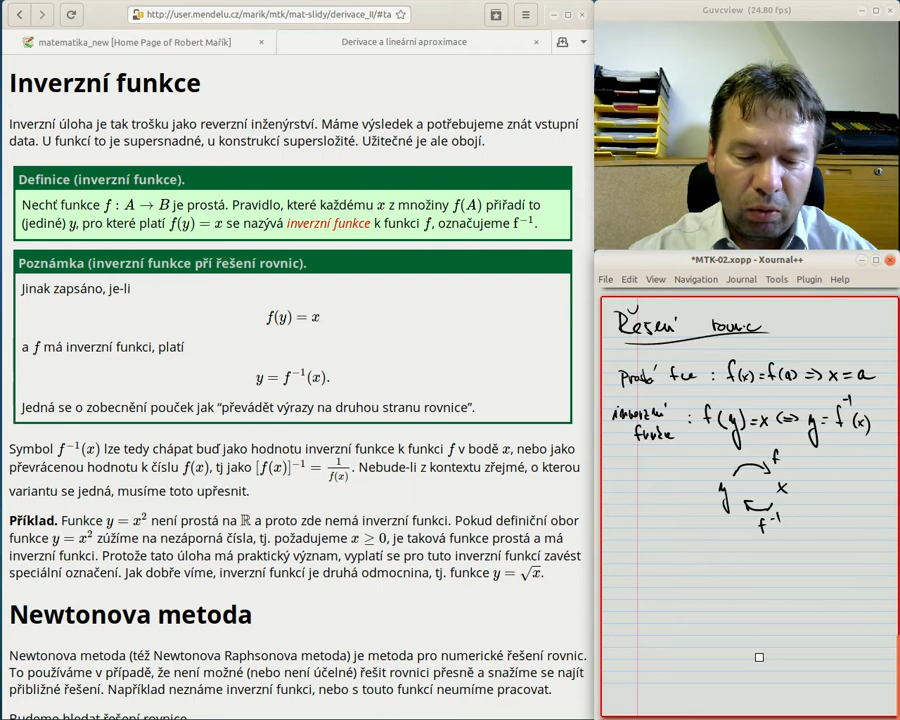 http://user.mendelu.cz/marik/mtk/mat-slidy/derivace_II/#ta
matematika_new [Home Page of Robert Mařík]
Derivace a lineární aproximace
Inverzní funkce
Inverzní úloha je tak trošku jako reverzní inženýrství. Máme výsledek a potřebujeme znát vstupní
data. U funkcí to je supersnadné, u konstrukcí supersložité. Užitečné je ale obojí.
Definice (inverzní funkce).
Nechť funkce f : A → B je prostá. Pravidlo, které každému x z množiny f(A) přiřadí to
(jediné) y, pro které platí f(y) = x se nazývá inverzní funkce k funkci f, označujeme f⁻¹.
Poznámka (inverzní funkce pří řešení rovnic).
Jinak zapsáno, je-li
f(y) = x
a f má inverzní funkci, platí
y = f⁻¹(x).
Jedná se o zobecnění pouček jak “převádět výrazy na druhou stranu rovnice”.
Symbol f⁻¹(x) lze tedy chápat buď jako hodnotu inverzní funkce k funkci f v bodě x, nebo jako
převrácenou hodnotu k číslu f(x), tj jako [f(x)]⁻¹ = 1/f(x). Nebude-li z kontextu zřejmé, o kterou
variantu se jedná, musíme toto upřesnit.
Příklad. Funkce y = x² není prostá na ℝ a proto zde nemá inverzní funkci. Pokud definiční obor
funkce y = x² zúžíme na nezáporná čísla, tj. požadujeme x ≥ 0, je taková funkce prostá a má
inverzní funkci. Protože tato úloha má praktický význam, vyplatí se pro tuto inverzní funkci zavést
speciální označení. Jak dobře víme, inverzní funkcí je druhá odmocnina, tj. funkce y = √x.
Newtonova metoda
Newtonova metoda (též Newtonova Raphsonova metoda) je metoda pro numerické řešení rovnic.
To používáme v případě, že není možné (nebo není účelné) řešit rovnici přesně a snažíme se najít
přibližné řešení. Například neznáme inverzní funkci, nebo s touto funkcí neumíme pracovat.
Budeme hledat řešení rovnice
Guvcview (24.80 fps)
*MTK-02.xopp - Xournal++
File Edit View Navigation Journal Tools Plugin Help
Řešení rovnic
prostá fce : f(x)=f(a) ⇒ x=a
inverzní funkce : f(y)=x ⇔ y=f⁻¹(x)
f
y x
f⁻¹